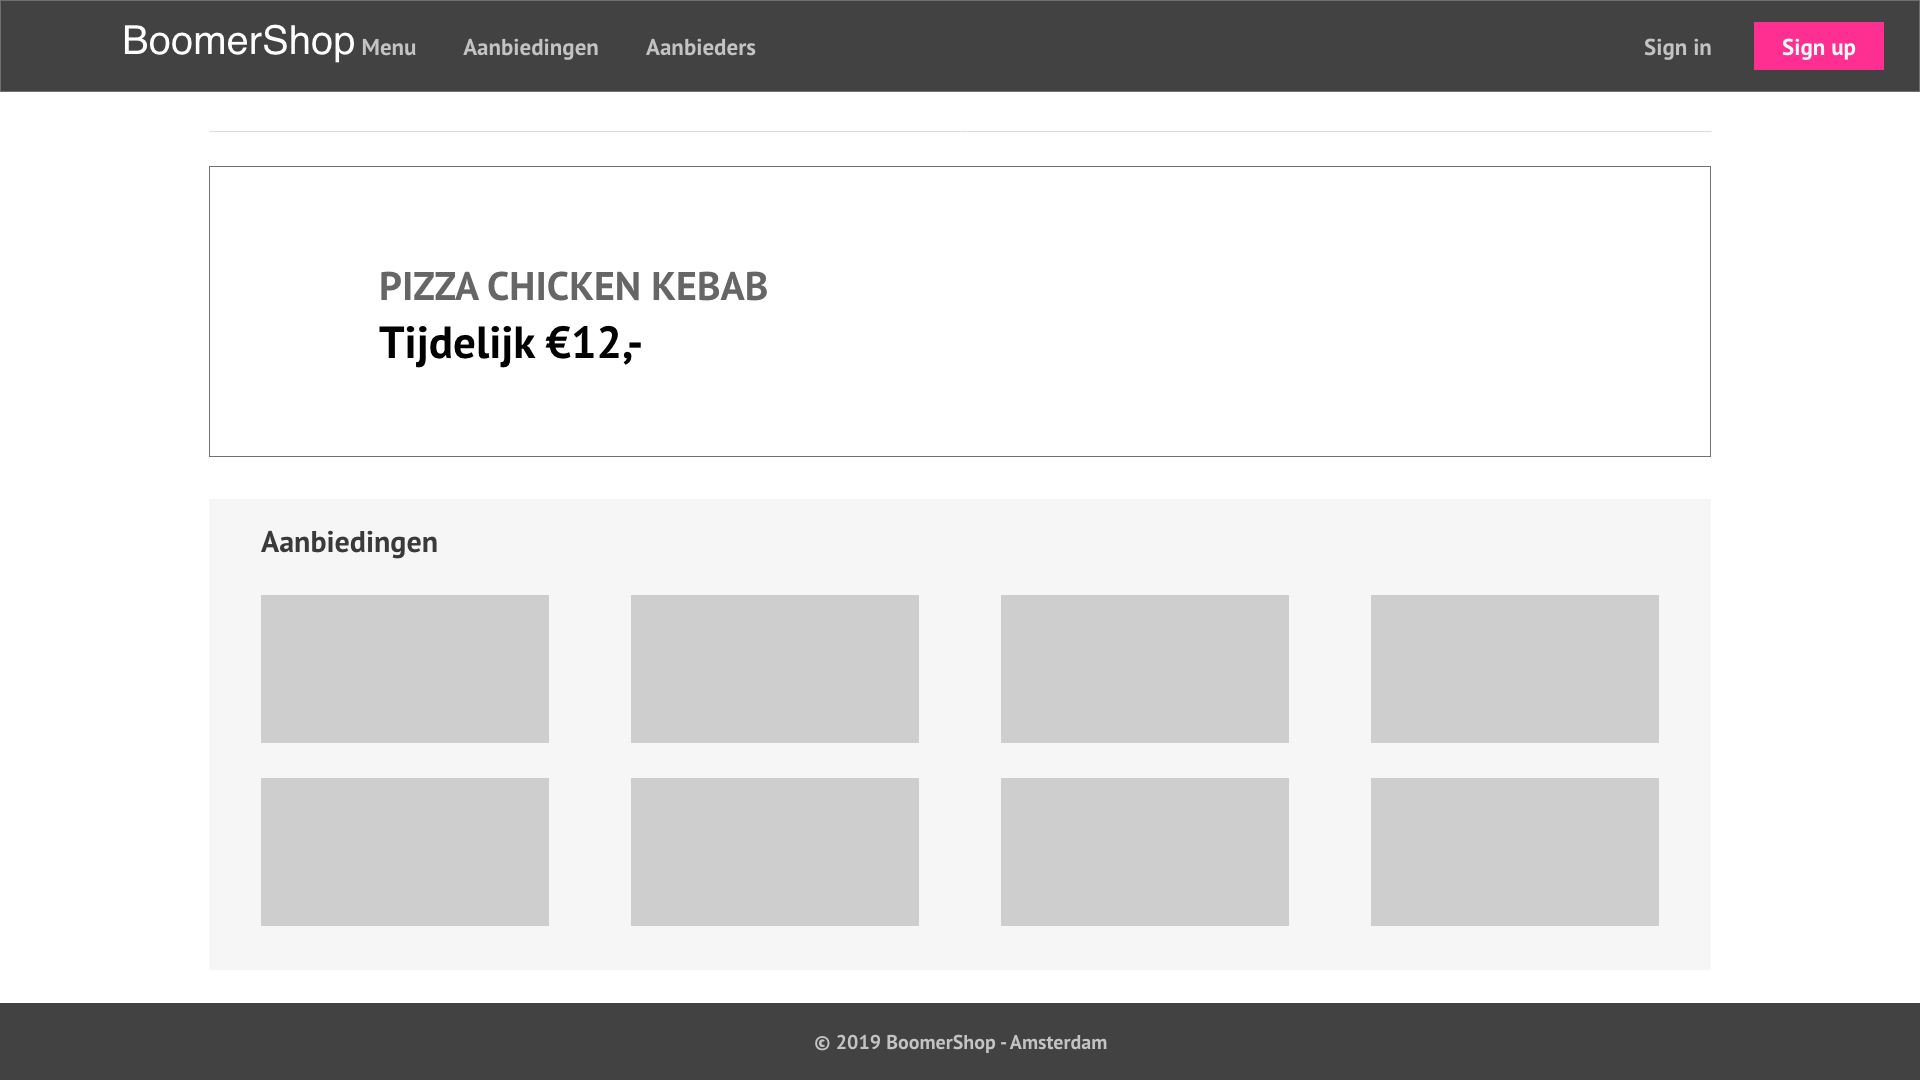 BoomerShop Menu Aanbiedingen Aanbieders Sign in Sign up
PIZZA CHICKEN KEBAB
Tijdelijk €12,-
Aanbiedingen
© 2019 BoomerShop - Amsterdam